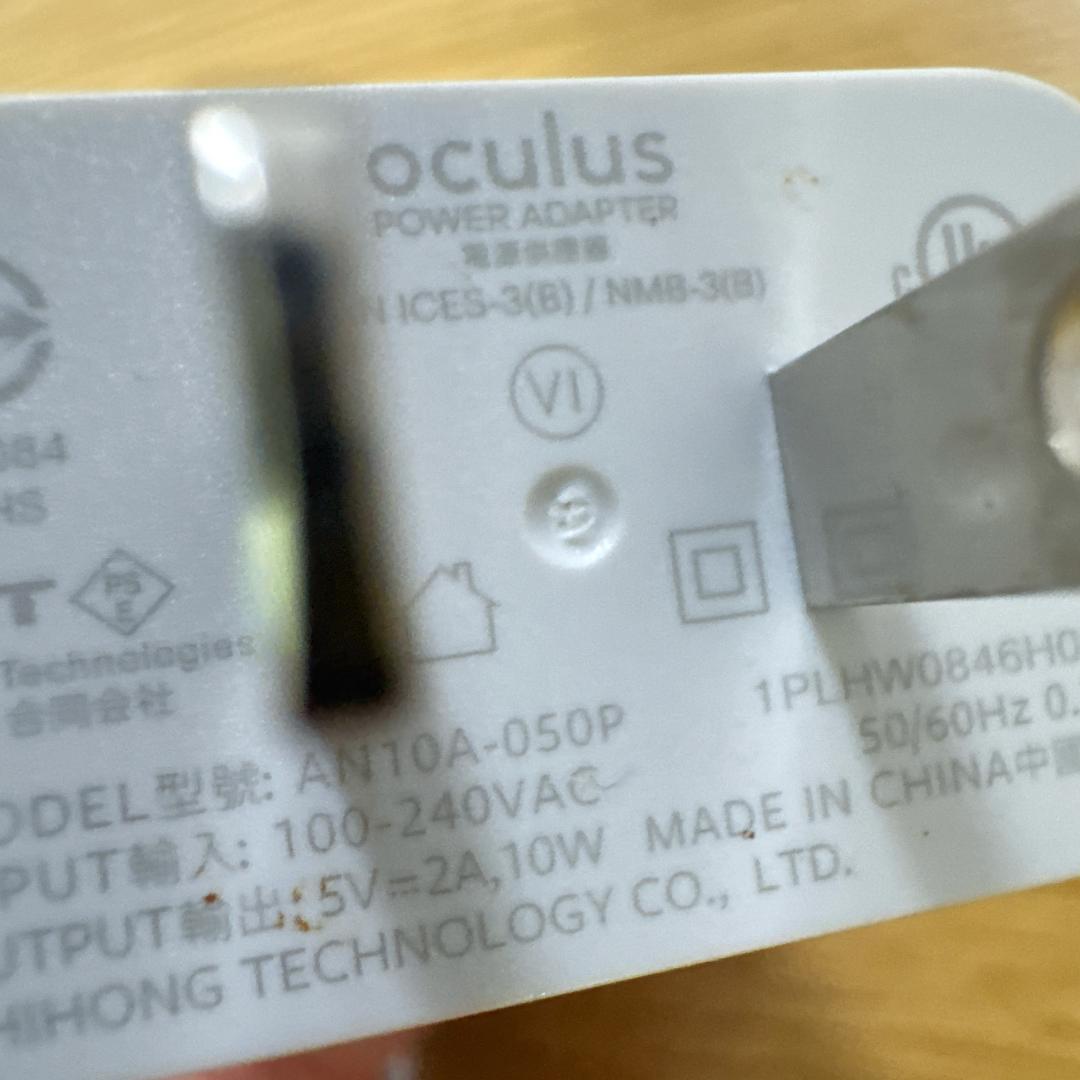 oculus
POWER ADAPTER
電源供應器
ICES-3(B) / NMB-3(B)
VI
PS
E
Technologies
合同会社
1PLHW0846H0
ODEL型號: AN10A-050P
50/60Hz 0.
PUT輸入: 100-240VAC
UTPUT輸出: 5V⎓2A,10W MADE IN CHINA中國
HIHONG TECHNOLOGY CO., LTD.